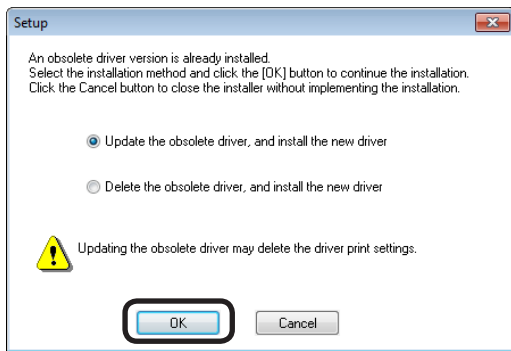 Setup
An obsolete driver version is already installed.
Select the installation method and click the [OK] button to continue the installation.
Click the Cancel button to close the installer without implementing the installation.
Update the obsolete driver, and install the new driver
Delete the obsolete driver, and install the new driver
Updating the obsolete driver may delete the driver print settings.
OK
Cancel